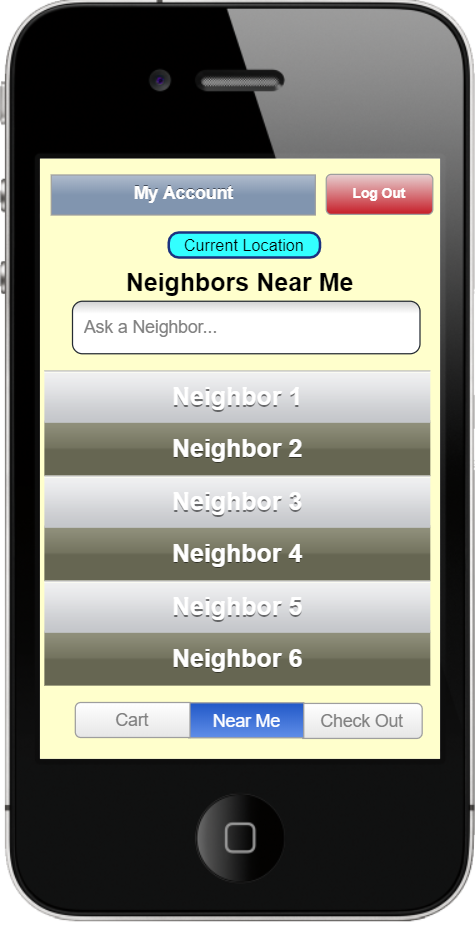 My Account
Log Out
Current Location
Neighbors Near Me
Ask a Neighbor...
Neighbor 1
Neighbor 2
Neighbor 3
Neighbor 4
Neighbor 5
Neighbor 6
Cart
Near Me
Check Out